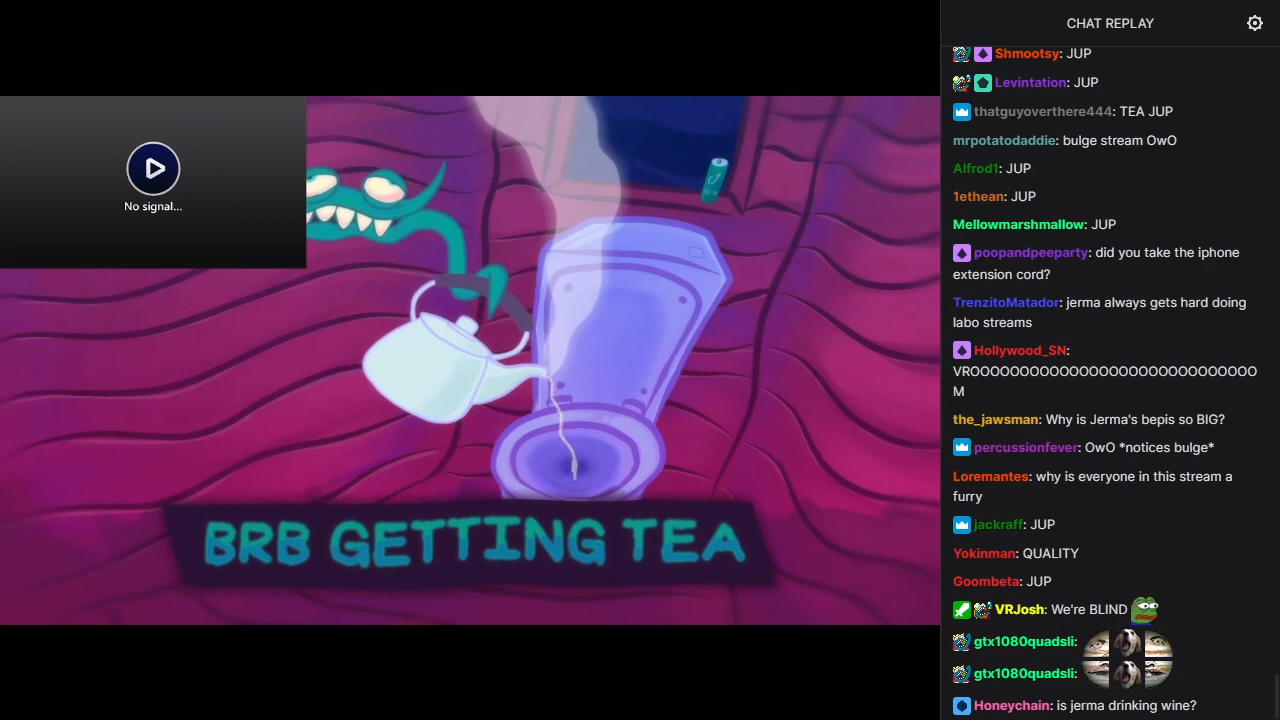 No signal...
BRB GETTING TEA
CHAT REPLAY
Shmootsy: JUP
Levintation: JUP
thatguyoverthere444: TEA JUP
mrpotatodaddie: bulge stream OwO
Alfrod1: JUP
1ethean: JUP
Mellowmarshmallow: JUP
poopandpeeparty: did you take the iphone
extension cord?
TrenzitoMatador: jerma always gets hard doing
labo streams
Hollywood_SN:
VROOOOOOOOOOOOOOOOOOOOOOOOOOOOO
M
the_jawsman: Why is Jerma's bepis so BIG?
percussionfever: OwO *notices bulge*
Loremantes: why is everyone in this stream a
furry
jackraff: JUP
Yokinman: QUALITY
Goombeta: JUP
VRJosh: We're BLIND
gtx1080quadsli:
gtx1080quadsli:
Honeychain: is jerma drinking wine?